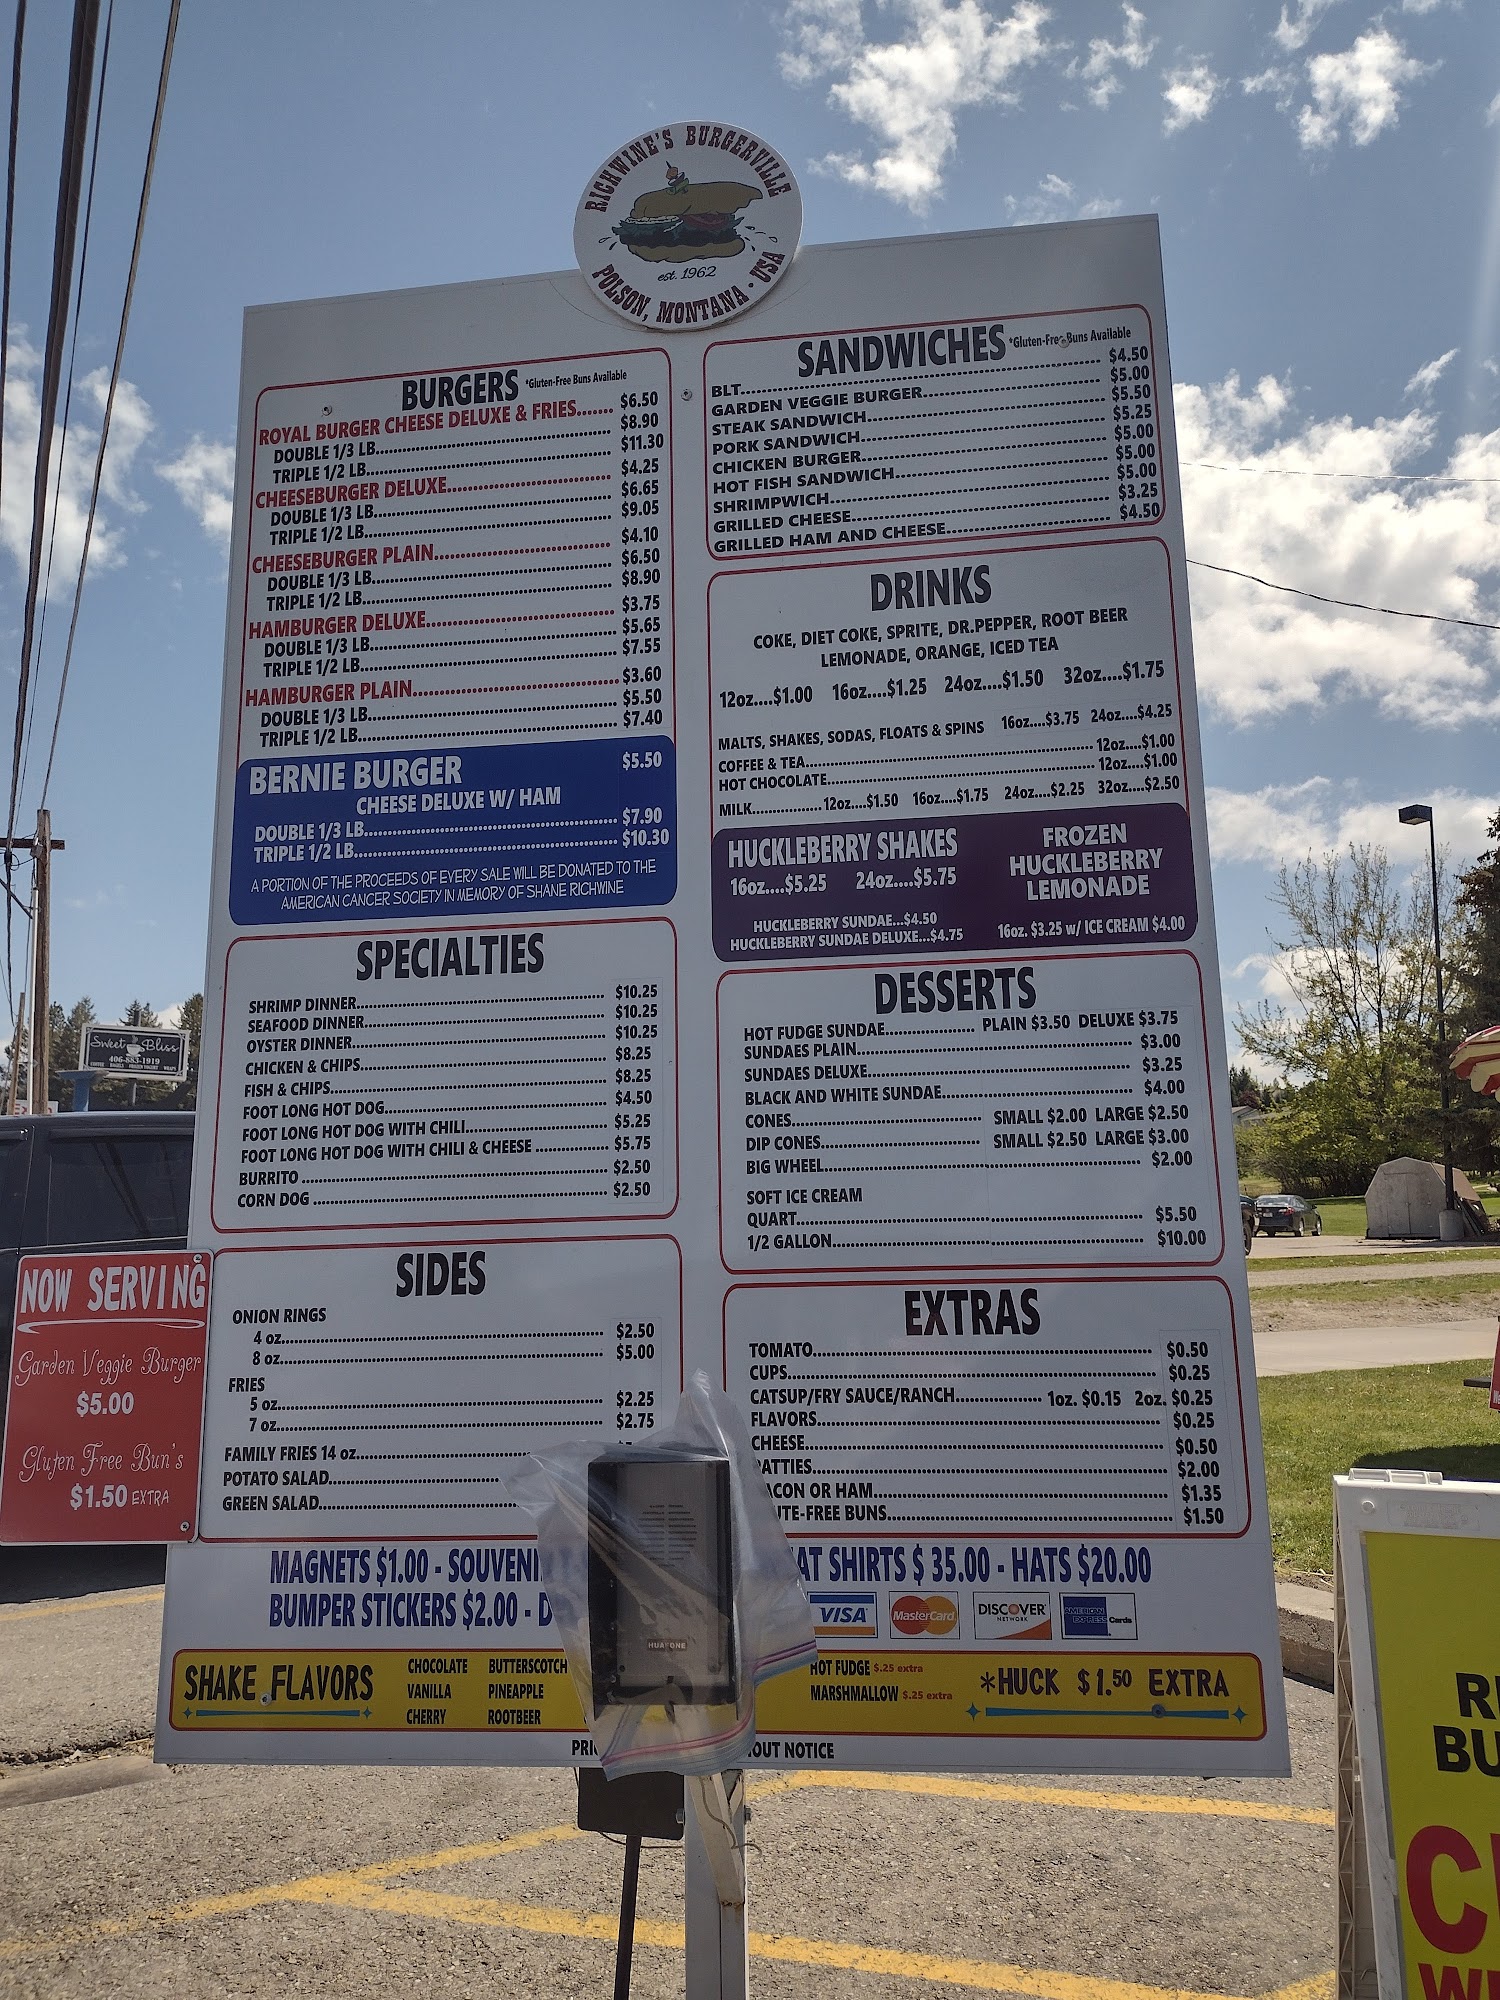 RICHWINE'S BURGERVILLE
est. 1962
POLSON, MONTANA · USA
BURGERS *Gluten-Free Buns Available
ROYAL BURGER CHEESE DELUXE & FRIES....... $6.50
DOUBLE 1/3 LB. $8.90
TRIPLE 1/2 LB. $11.30
CHEESEBURGER DELUXE. $4.25
DOUBLE 1/3 LB. $6.65
TRIPLE 1/2 LB. $9.05
CHEESEBURGER PLAIN. $4.10
DOUBLE 1/3 LB. $6.50
TRIPLE 1/2 LB. $8.90
HAMBURGER DELUXE. $3.75
DOUBLE 1/3 LB. $5.65
TRIPLE 1/2 LB. $7.55
HAMBURGER PLAIN. $3.60
DOUBLE 1/3 LB. $5.50
TRIPLE 1/2 LB. $7.40
BERNIE BURGER $5.50
CHEESE DELUXE W/ HAM
DOUBLE 1/3 LB. $7.90
TRIPLE 1/2 LB. $10.30
A PORTION OF THE PROCEEDS OF EVERY SALE WILL BE DONATED TO THE
AMERICAN CANCER SOCIETY IN MEMORY OF SHANE RICHWINE
SPECIALTIES
SHRIMP DINNER. $10.25
SEAFOOD DINNER. $10.25
OYSTER DINNER. $10.25
CHICKEN & CHIPS. $8.25
FISH & CHIPS. $8.25
FOOT LONG HOT DOG. $4.50
FOOT LONG HOT DOG WITH CHILI. $5.25
FOOT LONG HOT DOG WITH CHILI & CHEESE $5.75
BURRITO $2.50
CORN DOG $2.50
SIDES
ONION RINGS
4 oz. $2.50
8 oz. $5.00
FRIES
5 oz. $2.25
7 oz. $2.75
FAMILY FRIES 14 oz.
POTATO SALAD.
GREEN SALAD.
SANDWICHES *Gluten-Free Buns Available
BLT. $4.50
GARDEN VEGGIE BURGER. $5.00
STEAK SANDWICH. $5.50
PORK SANDWICH. $5.25
CHICKEN BURGER. $5.00
HOT FISH SANDWICH. $5.00
SHRIMPWICH. $5.00
GRILLED CHEESE. $3.25
GRILLED HAM AND CHEESE. $4.50
DRINKS
COKE, DIET COKE, SPRITE, DR.PEPPER, ROOT BEER
LEMONADE, ORANGE, ICED TEA
12oz....$1.00 16oz....$1.25 24oz....$1.50 32oz....$1.75
MALTS, SHAKES, SODAS, FLOATS & SPINS 16oz....$3.75 24oz....$4.25
COFFEE & TEA. 12oz....$1.00
HOT CHOCOLATE. 12oz....$1.00
MILK. 12oz....$1.50 16oz....$1.75 24oz....$2.25 32oz....$2.50
HUCKLEBERRY SHAKES
16oz....$5.25 24oz....$5.75
HUCKLEBERRY SUNDAE...$4.50
HUCKLEBERRY SUNDAE DELUXE...$4.75
FROZEN
HUCKLEBERRY
LEMONADE
16oz. $3.25 w/ ICE CREAM $4.00
DESSERTS
HOT FUDGE SUNDAE. PLAIN $3.50 DELUXE $3.75
SUNDAES PLAIN. $3.00
SUNDAES DELUXE. $3.25
BLACK AND WHITE SUNDAE. $4.00
CONES. SMALL $2.00 LARGE $2.50
DIP CONES. SMALL $2.50 LARGE $3.00
BIG WHEEL. $2.00
SOFT ICE CREAM
QUART. $5.50
1/2 GALLON. $10.00
EXTRAS
TOMATO. $0.50
CUPS. $0.25
CATSUP/FRY SAUCE/RANCH. 1oz. $0.15 2oz. $0.25
FLAVORS. $0.25
CHEESE. $0.50
ATTIES. $2.00
ACON OR HAM. $1.35
TE-FREE BUNS. $1.50
MAGNETS $1.00 - SOUVENI AT SHIRTS $ 35.00 - HATS $20.00
BUMPER STICKERS $2.00 - D
VISA MasterCard DISCOVER NETWORK AMERICAN EXPRESS Cards
SHAKE FLAVORS
CHOCOLATE BUTTERSCOTCH
VANILLA PINEAPPLE
CHERRY ROOTBEER
HOT FUDGE $.25 extra
MARSHMALLOW $.25 extra
*HUCK $1.50 EXTRA
PRI OUT NOTICE
HUAFONE
NOW SERVING
Garden Veggie Burger
$5.00
Gluten Free Bun's
$1.50 EXTRA
Sweet Bliss
406-883-1919
R
BU
C
W